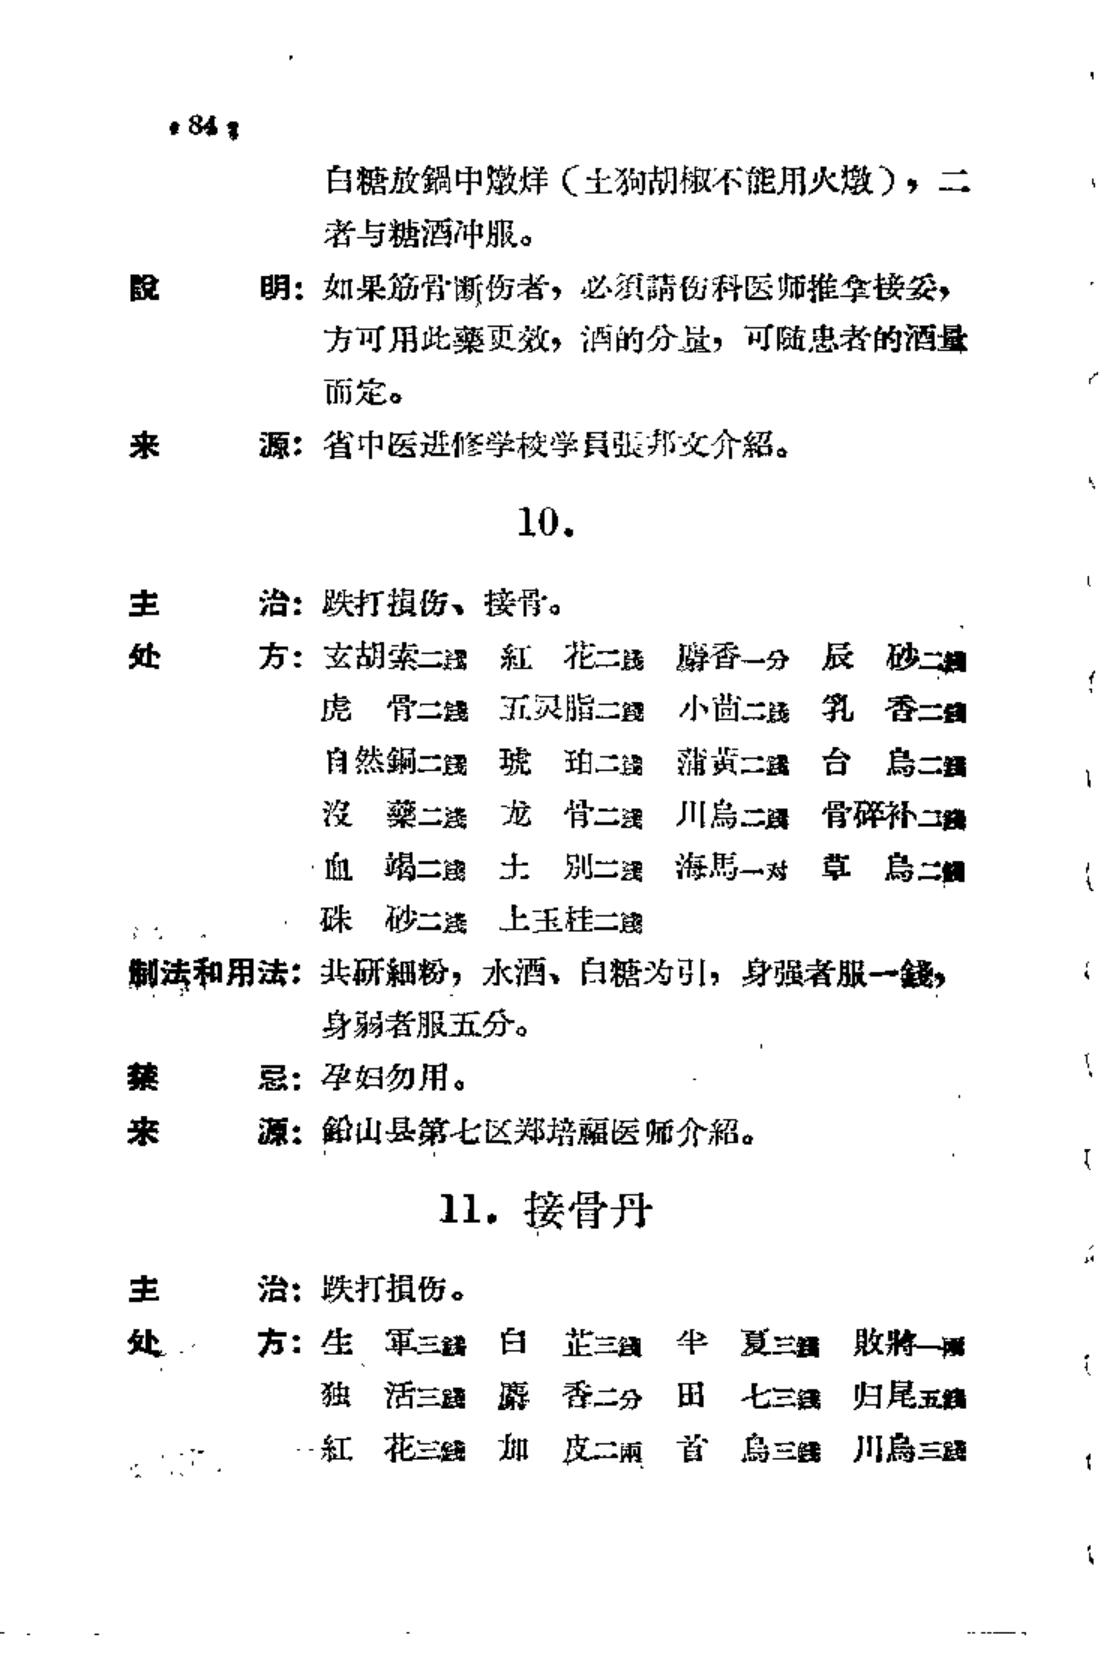 • 84 •
白糖放鍋中燉烊（土狗胡椒不能用火燉），二
者与糖酒冲服。
說　　　明：如果筋骨断伤者，必須請伤科医师推拿接妥，
方可用此藥更效，酒的分量，可随患者的酒量
而定。
来　　　源：省中医进修学校学員張邦文介紹。
10.
主　　　治：跌打損伤、接骨。
处　　　方：玄胡索二錢　紅　花二錢　麝香一分　辰　砂二錢
虎　骨二錢　五灵脂二錢　小茴二錢　乳　香二錢
自然銅二錢　琥　珀二錢　蒲黃二錢　台　烏二錢
沒　藥二錢　龙　骨二錢　川烏二錢　骨碎补二錢
血　竭二錢　土　別二錢　海馬一对　草　烏二錢
硃　砂二錢　上玉桂二錢
制法和用法：共研細粉，水酒、白糖为引，身强者服一錢，
身弱者服五分。
禁　　　忌：孕妇勿用。
来　　　源：鉛山县第七区郑培福医师介紹。
11. 接骨丹
主　　　治：跌打損伤。
处　　　方：生　軍三錢　白　芷三錢　半　夏三錢　敗將一兩
独　活三錢　麝　香二分　田　七三錢　归尾五錢
紅　花三錢　加　皮二兩　首　烏三錢　川烏三錢